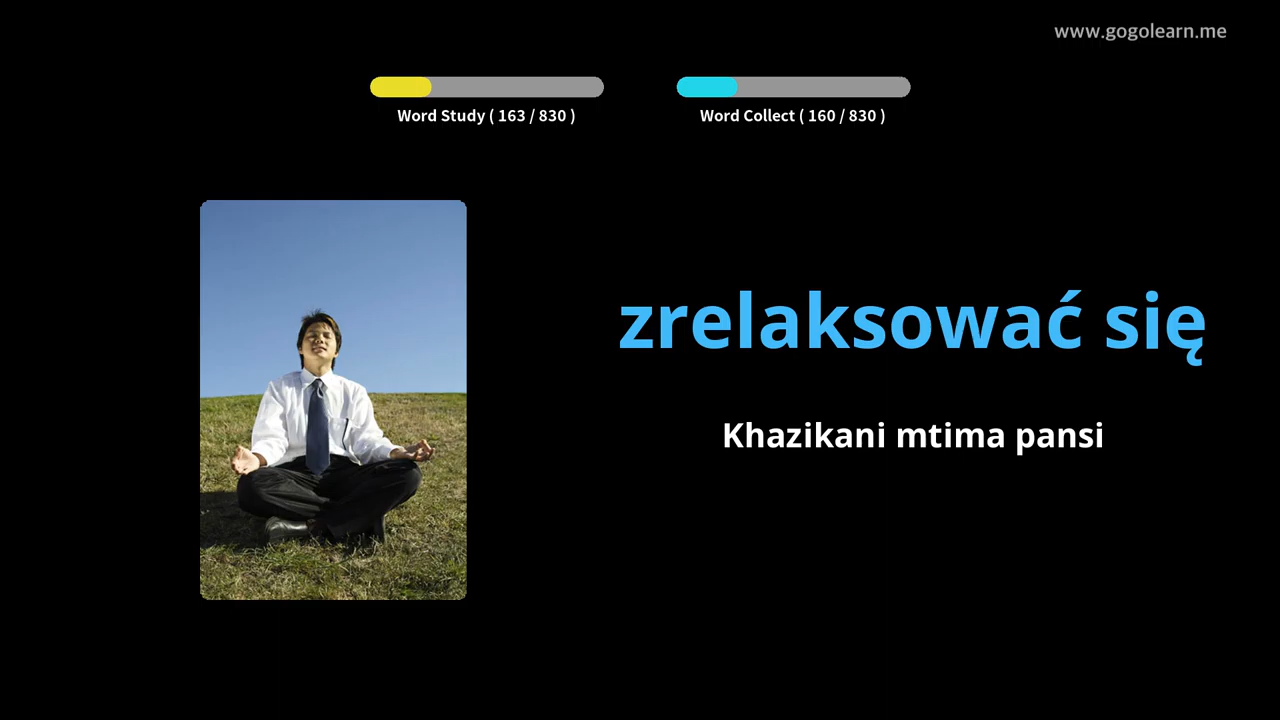 www.gogolearn.me
Word Study ( 163 / 830 )
Word Collect ( 160 / 830 )
zrelaksować się
Khazikani mtima pansi